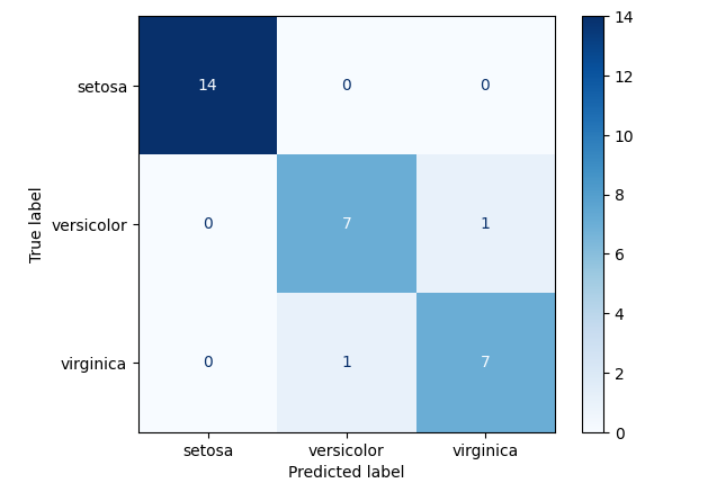 14
setosa 14 0 0
12
10
8
True label
versicolor 0 7 1
6
4
virginica 0 1 7
2
0
setosa versicolor virginica
Predicted label